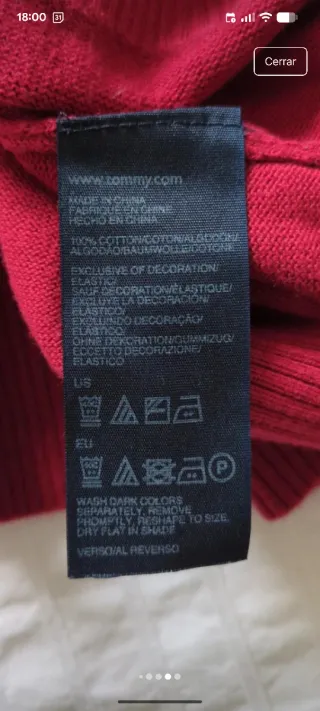 18:00
31
Cerrar
www.tommy.com
MADE IN CHINA
FABRIQUÉ EN CHINE
HECHO EN CHINA
100% COTTON/COTON/ALGODÓN/
ALGODÃO/BAUMWOLLE/COTONE
EXCLUSIVE OF DECORATION/
ELASTIC/
SAUF DÉCORATION/ÉLASTIQUE/
EXCLUYE LA DECORACIÓN/
ELÁSTICO/
EXCLUINDO DECORAÇÃO/
ELÁSTICO/
OHNE DEKORATION/GUMMIZUG/
ECCETTO DECORAZIONE/
ELASTICO
US
EU
P
WASH DARK COLORS
SEPARATELY, REMOVE
PROMPTLY, RESHAPE TO SIZE,
DRY FLAT IN SHADE
VERSO/AL REVERSO